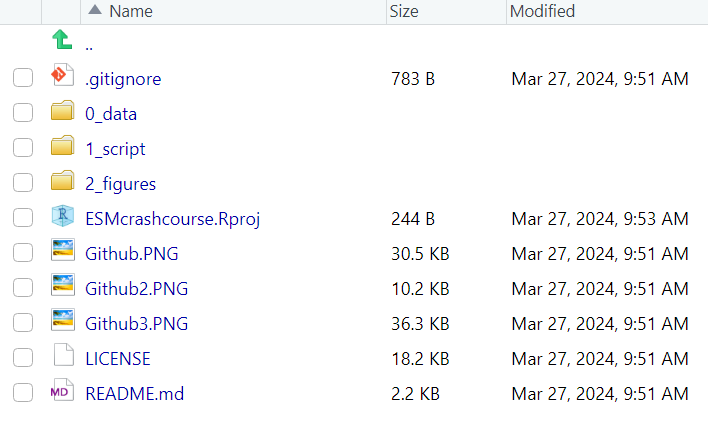 Name Size Modified
..
.gitignore 783 B Mar 27, 2024, 9:51 AM
0_data
1_script
2_figures
R ESMcrashcourse.Rproj 244 B Mar 27, 2024, 9:53 AM
Github.PNG 30.5 KB Mar 27, 2024, 9:51 AM
Github2.PNG 10.2 KB Mar 27, 2024, 9:51 AM
Github3.PNG 36.3 KB Mar 27, 2024, 9:51 AM
LICENSE 18.2 KB Mar 27, 2024, 9:51 AM
MD README.md 2.2 KB Mar 27, 2024, 9:51 AM